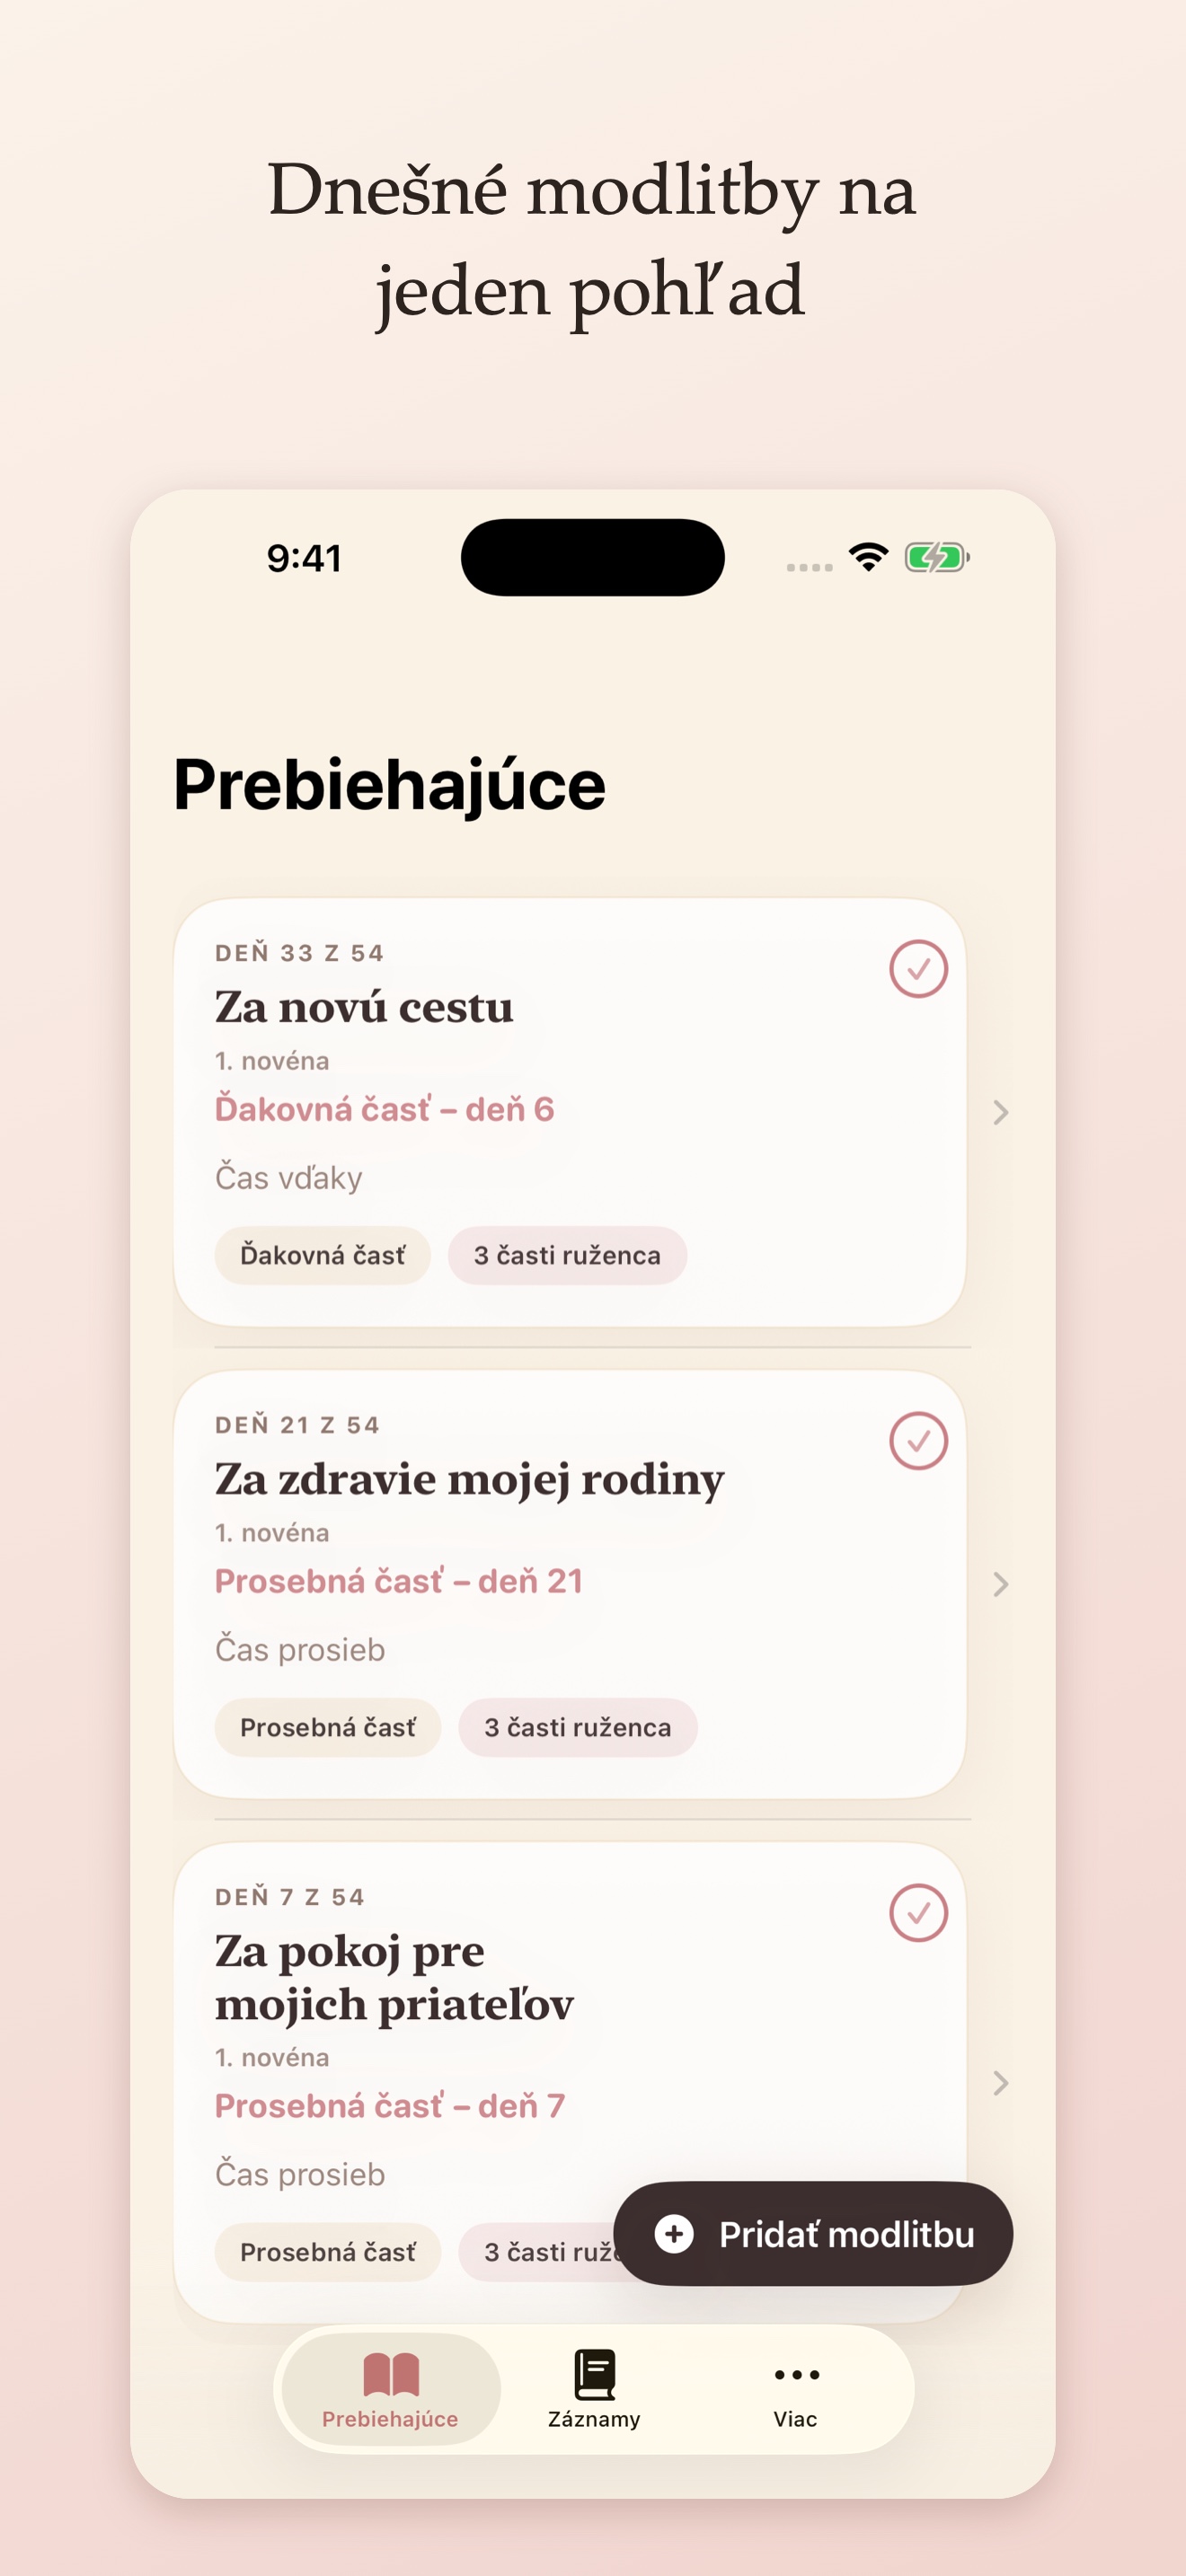 Dnešné modlitby na
jeden pohľad
9:41
Prebiehajúce
DEŇ 33 Z 54
Za novú cestu
1. novéna
Ďakovná časť – deň 6
Čas vďaky
Ďakovná časť
3 časti ruženca
DEŇ 21 Z 54
Za zdravie mojej rodiny
1. novéna
Prosebná časť – deň 21
Čas prosieb
Prosebná časť
3 časti ruženca
DEŇ 7 Z 54
Za pokoj pre
mojich priateľov
1. novéna
Prosebná časť – deň 7
Čas prosieb
Prosebná časť
3 časti
Pridať modlitbu
Prebiehajúce
Záznamy
Viac